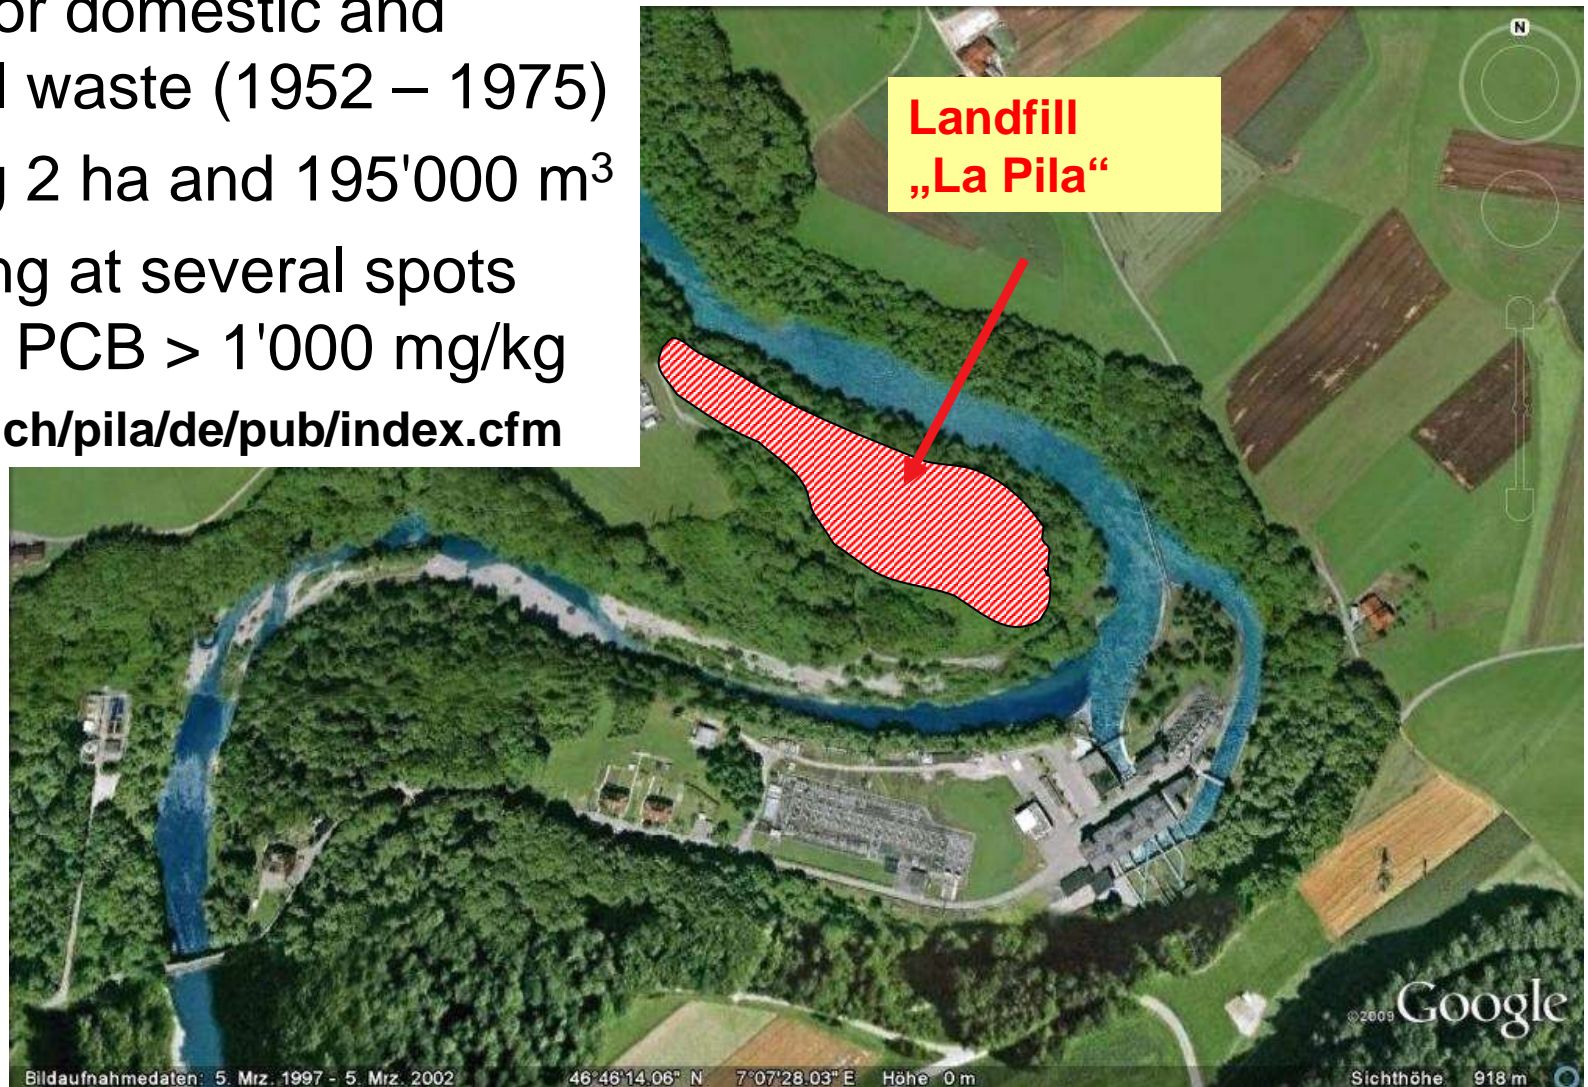 or domestic and
l waste (1952 – 1975)
g 2 ha and 195'000 m³
ng at several spots
PCB > 1'000 mg/kg
ch/pila/de/pub/index.cfm
Landfill
„La Pila“
N
©2009 Google
Bildaufnahmedaten: 5. Mrz. 1997 - 5. Mrz. 2002 46°46'14.06" N 7°07'28.03" E Höhe 0 m Sichthöhe 918 m